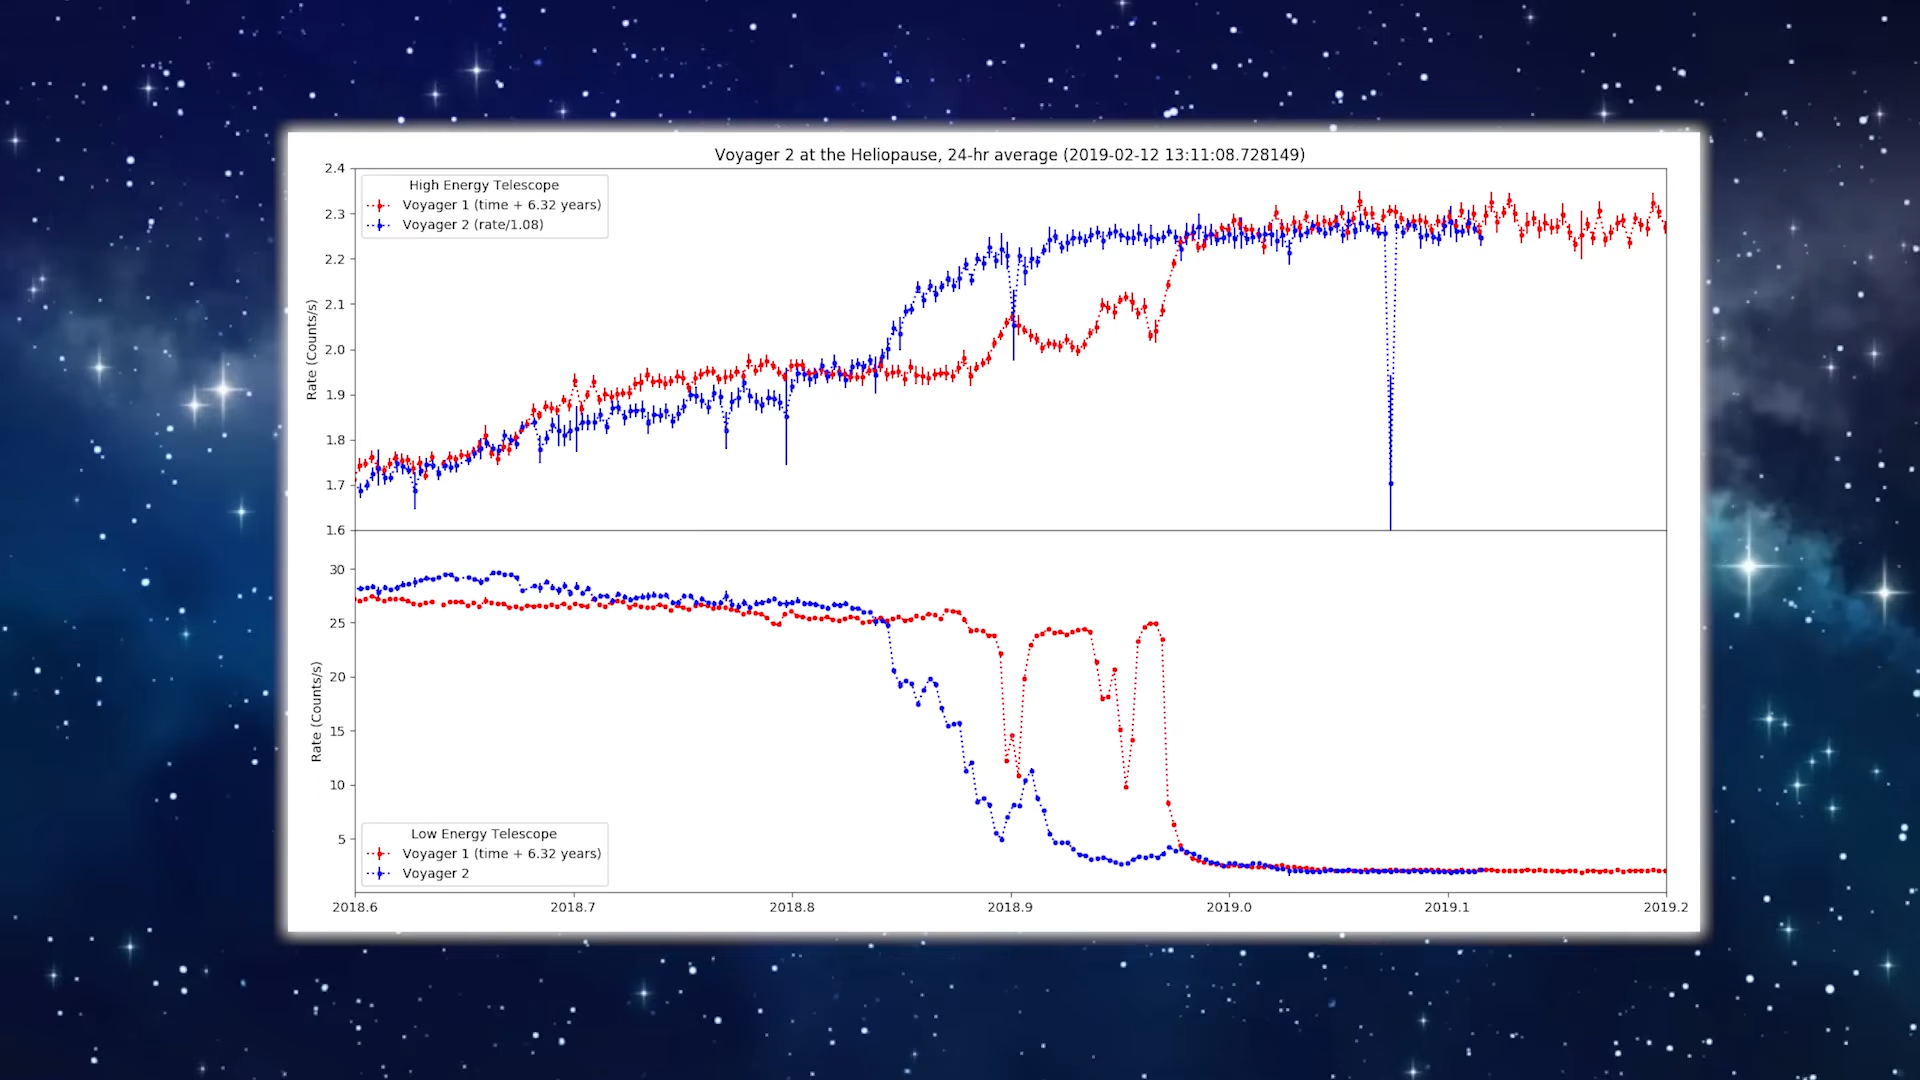 Voyager 2 at the Heliopause, 24-hr average (2019-02-12 13:11:08.728149)
2.4
2.3
2.2
2.1
2.0
1.9
1.8
1.7
1.6
Rate (Counts/s)
High Energy Telescope
Voyager 1 (time + 6.32 years)
Voyager 2 (rate/1.08)
30
25
20
15
10
5
Rate (Counts/s)
Low Energy Telescope
Voyager 1 (time + 6.32 years)
Voyager 2
2018.6
2018.7
2018.8
2018.9
2019.0
2019.1
2019.2